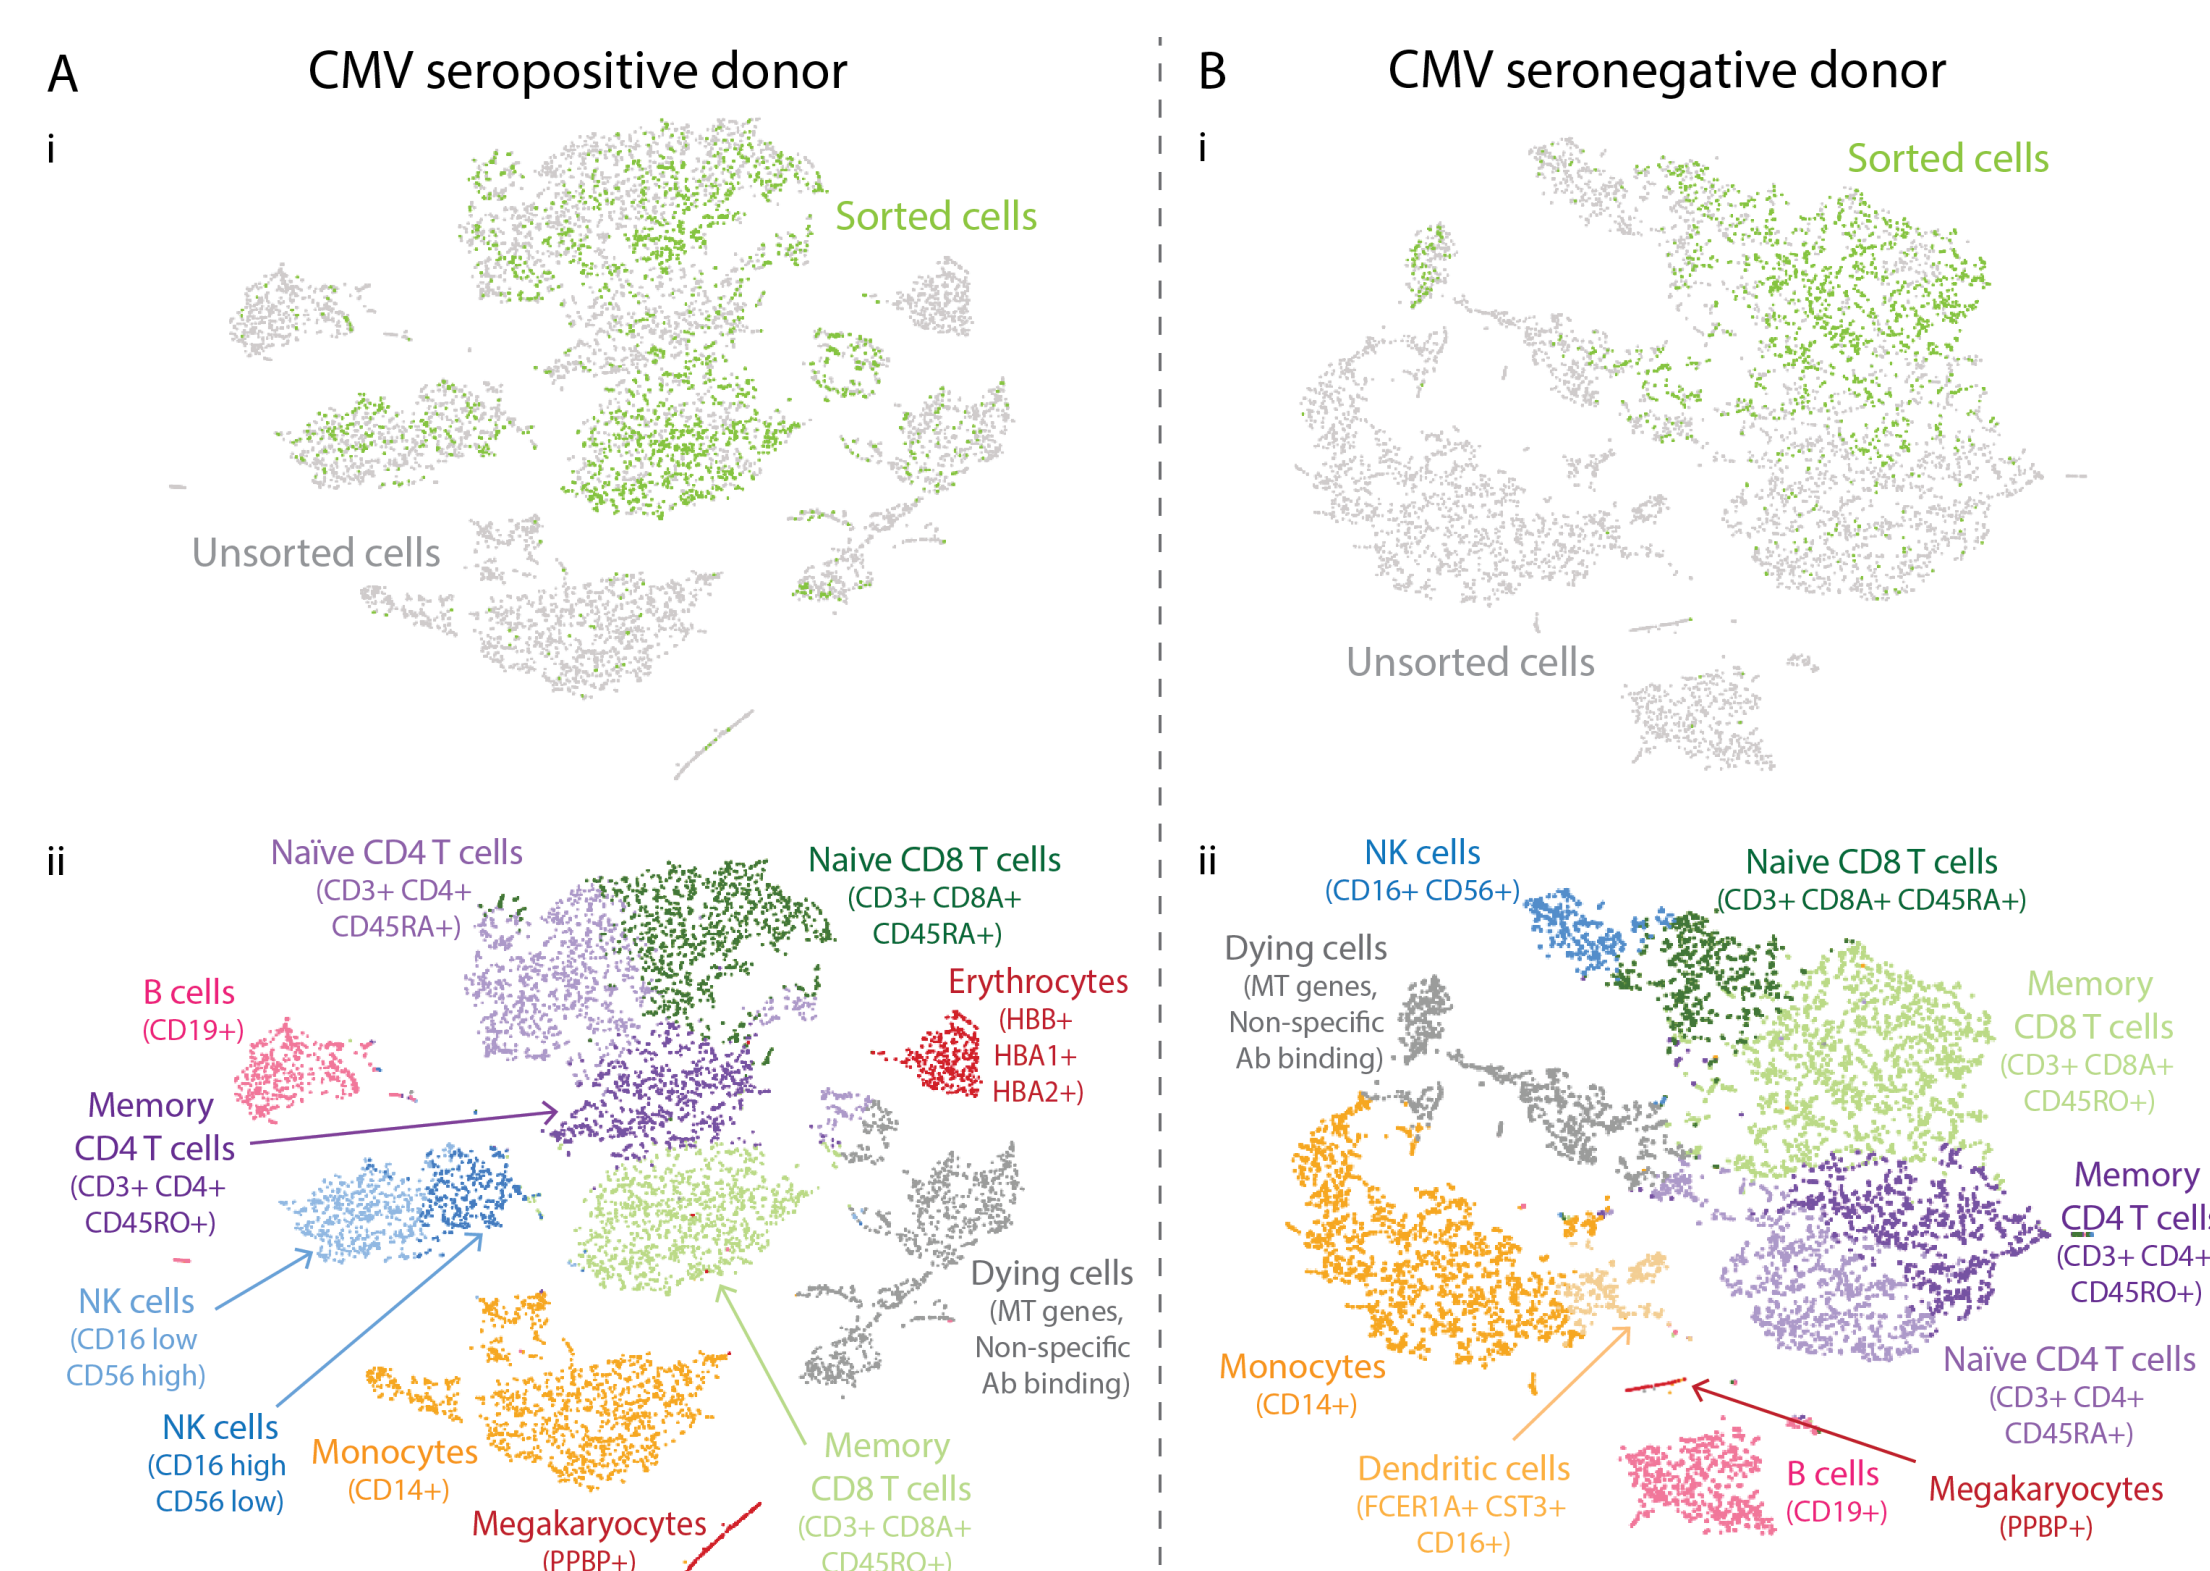 A
CMV seropositive donor
i
Sorted cells
Unsorted cells
ii
Naïve CD4 T cells
(CD3+ CD4+
CD45RA+)
Naive CD8 T cells
(CD3+ CD8A+
CD45RA+)
B cells
(CD19+)
Erythrocytes
(HBB+
HBA1+
HBA2+)
Memory
CD4 T cells
(CD3+ CD4+
CD45RO+)
NK cells
(CD16 low
CD56 high)
NK cells
(CD16 high
CD56 low)
Monocytes
(CD14+)
Megakaryocytes
(PPBP+)
Memory
CD8 T cells
(CD3+ CD8A+
CD45RO+)
Dying cells
(MT genes,
Non-specific
Ab binding)
B
CMV seronegative donor
i
Sorted cells
Unsorted cells
ii
NK cells
(CD16+ CD56+)
Naive CD8 T cells
(CD3+ CD8A+ CD45RA+)
Dying cells
(MT genes,
Non-specific
Ab binding)
Memory
CD8 T cells
(CD3+ CD8A+
CD45RO+)
Memory
CD4 T cells
(CD3+ CD4+
CD45RO+)
Monocytes
(CD14+)
Naïve CD4 T cells
(CD3+ CD4+
CD45RA+)
Dendritic cells
(FCER1A+ CST3+
CD16+)
B cells
(CD19+)
Megakaryocytes
(PPBP+)